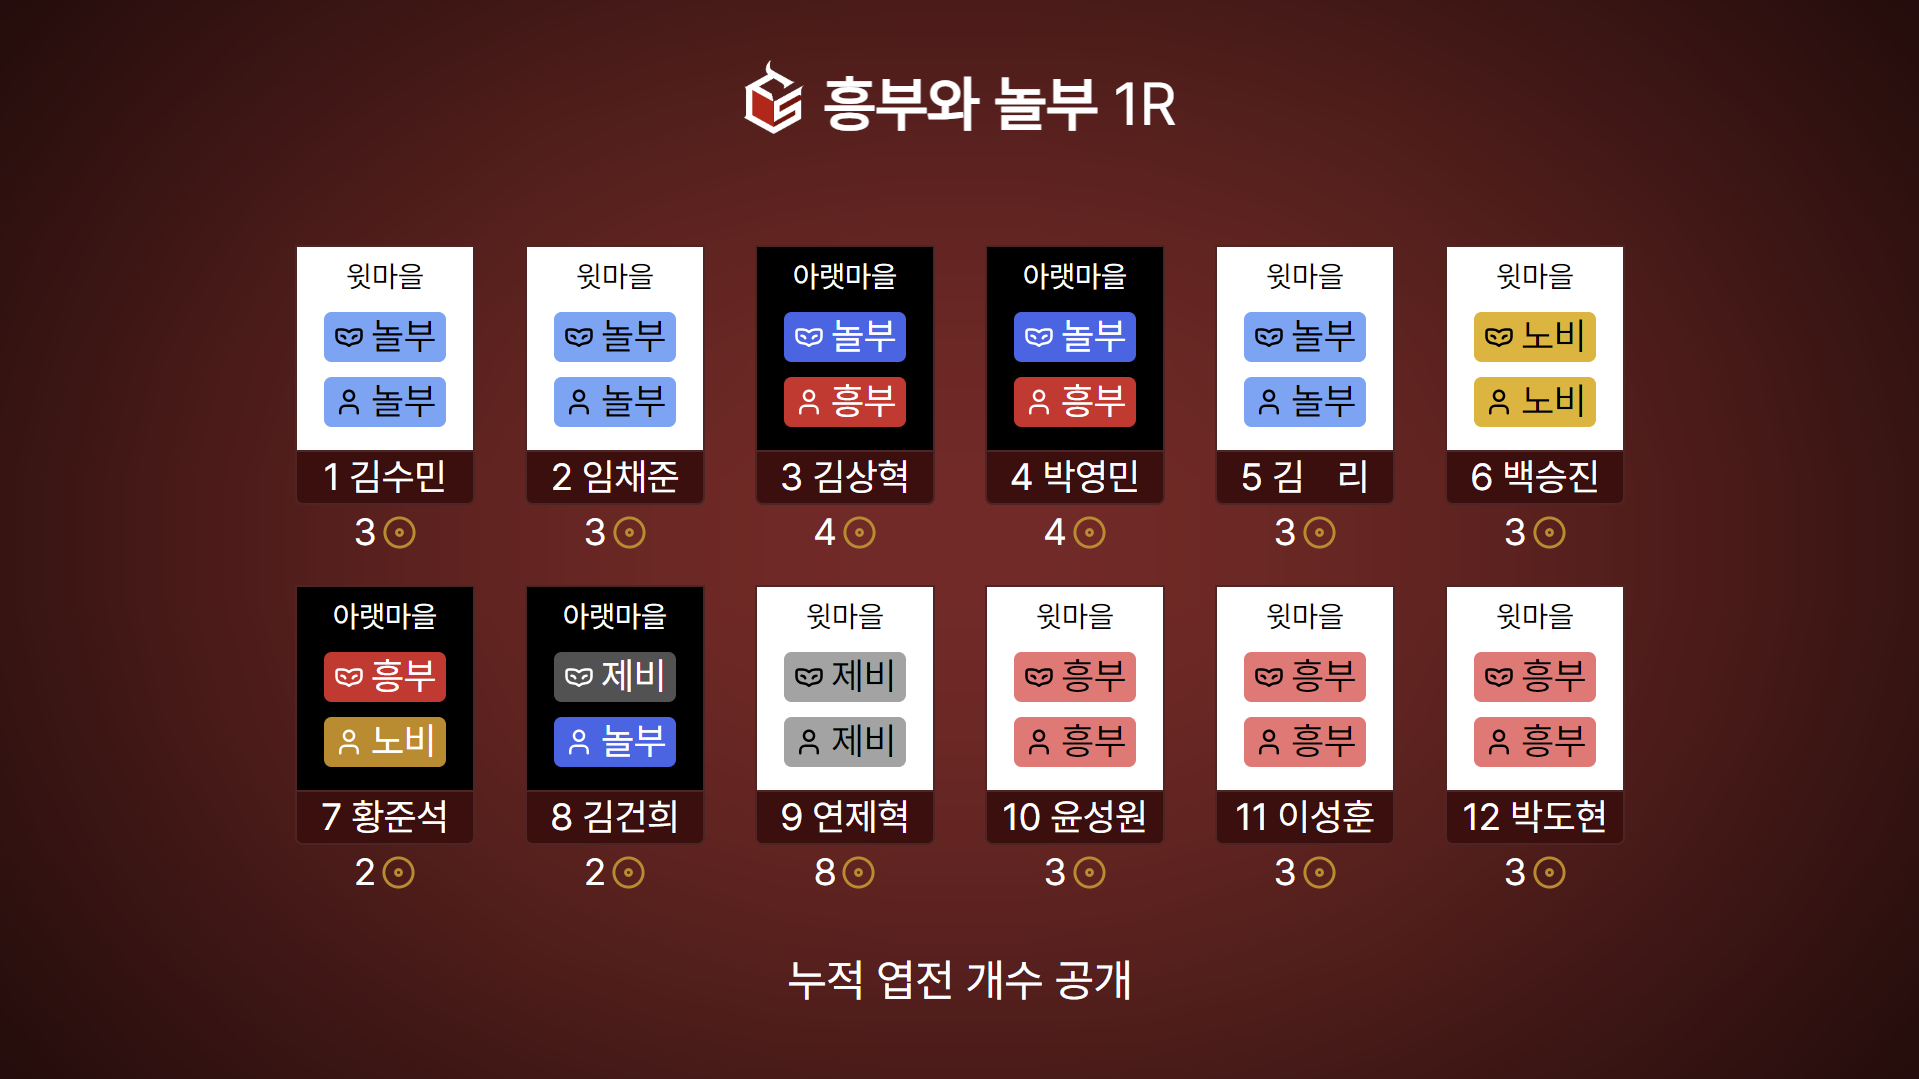 흥부와 놀부 1R
윗마을
놀부
놀부
1 김수민
3
윗마을
놀부
놀부
2 임채준
3
아랫마을
놀부
흥부
3 김상혁
4
아랫마을
놀부
흥부
4 박영민
4
윗마을
놀부
놀부
5 김 리
3
윗마을
노비
노비
6 백승진
3
아랫마을
흥부
노비
7 황준석
2
아랫마을
제비
놀부
8 김건희
2
윗마을
제비
제비
9 연제혁
8
윗마을
흥부
흥부
10 윤성원
3
윗마을
흥부
흥부
11 이성훈
3
윗마을
흥부
흥부
12 박도현
3
누적 엽전 개수 공개